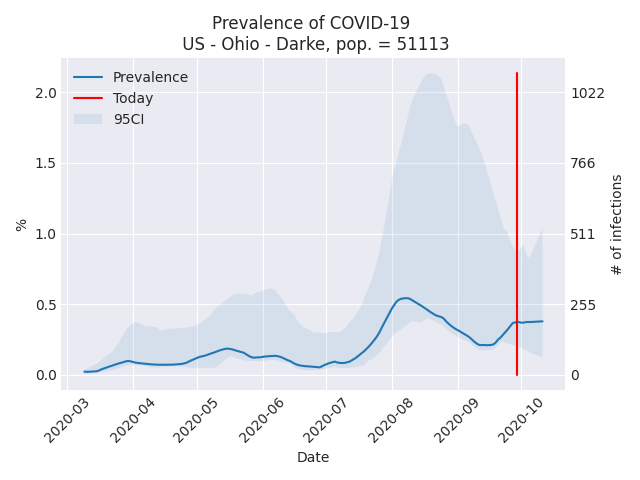 Prevalence of COVID-19
US - Ohio - Darke, pop. = 51113
Prevalence
Today
95CI
2.0
1.5
1.0
0.5
0.0
%
1022
766
511
255
0
# of infections
2020-03
2020-04
2020-05
2020-06
2020-07
2020-08
2020-09
2020-10
Date